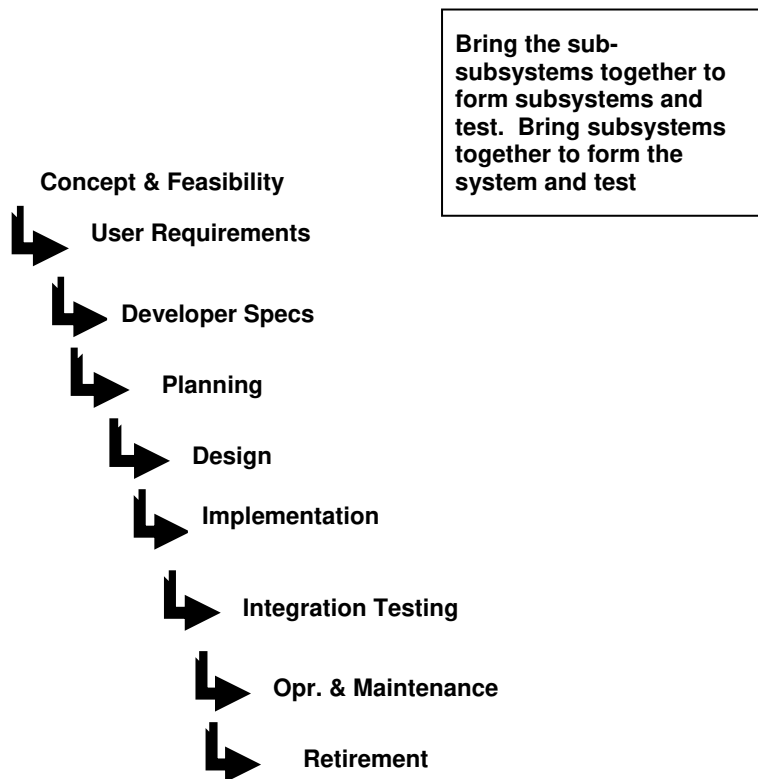 Bring the sub-
subsystems together to
form subsystems and
test.  Bring subsystems
together to form the
system and test
Concept & Feasibility
User Requirements
Developer Specs
Planning
Design
Implementation
Integration Testing
Opr. & Maintenance
Retirement